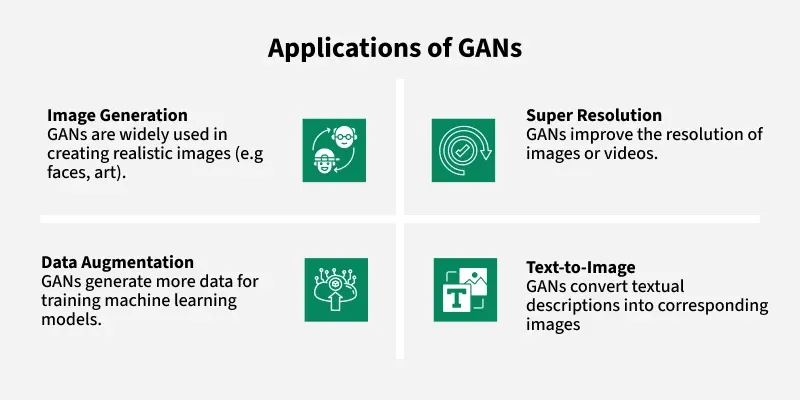 Applications of GANs
Image Generation
GANs are widely used in
creating realistic images (e.g
faces, art).
Super Resolution
GANs improve the resolution of
images or videos.
Data Augmentation
GANs generate more data for
training machine learning
models.
T
Text-to-Image
GANs convert textual
descriptions into corresponding
images